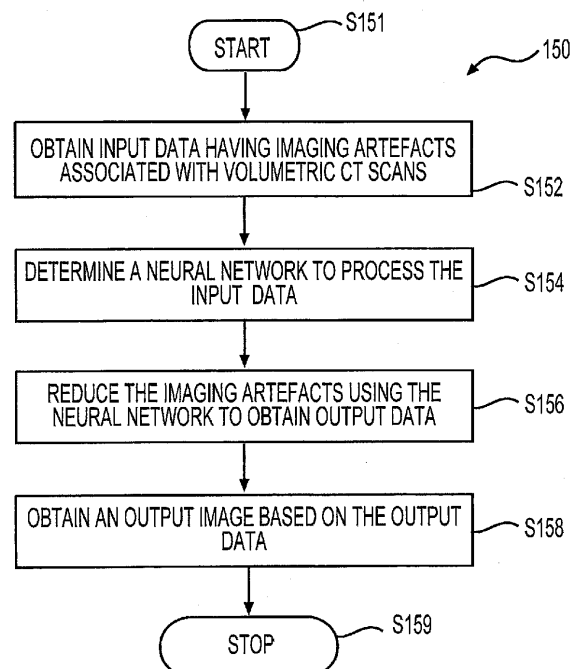 S151
START
150
OBTAIN INPUT DATA HAVING IMAGING ARTEFACTS
ASSOCIATED WITH VOLUMETRIC CT SCANS
S152
DETERMINE A NEURAL NETWORK TO PROCESS THE
INPUT DATA
S154
REDUCE THE IMAGING ARTEFACTS USING THE
NEURAL NETWORK TO OBTAIN OUTPUT DATA
S156
OBTAIN AN OUTPUT IMAGE BASED ON THE OUTPUT
DATA
S158
STOP
S159